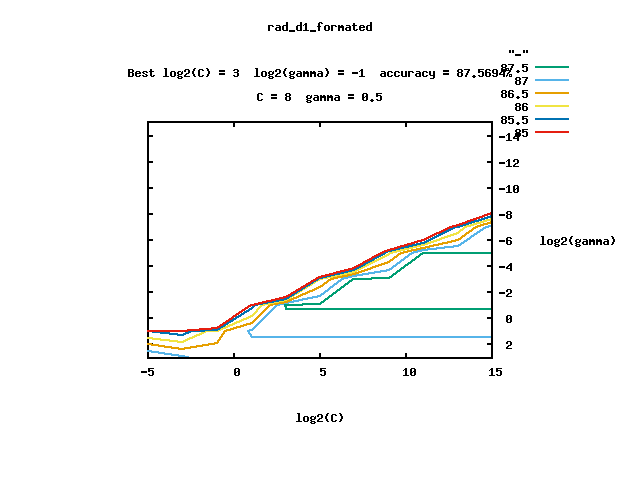 rad_d1_formated
"-"
Best log2(C) = 3  log2(gamma) = -1  accuracy = 87.5694%
87.5
87
C = 8  gamma = 0.5
86.5
86
85.5
85
-14
-12
-10
-8
-6
log2(gamma)
-4
-2
0
2
-5 0 5 10 15
log2(C)